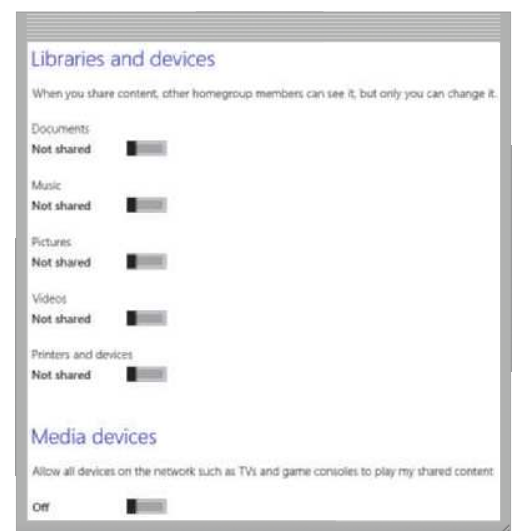 Libraries and devices
When you share content, other homegroup members can see it, but only you can change it.
Documents
Not shared
Music
Not shared
Pictures
Not shared
Videos
Not shared
Printers and devices
Not shared
Media devices
Allow all devices on the network such as TVs and game consoles to play my shared content
Off